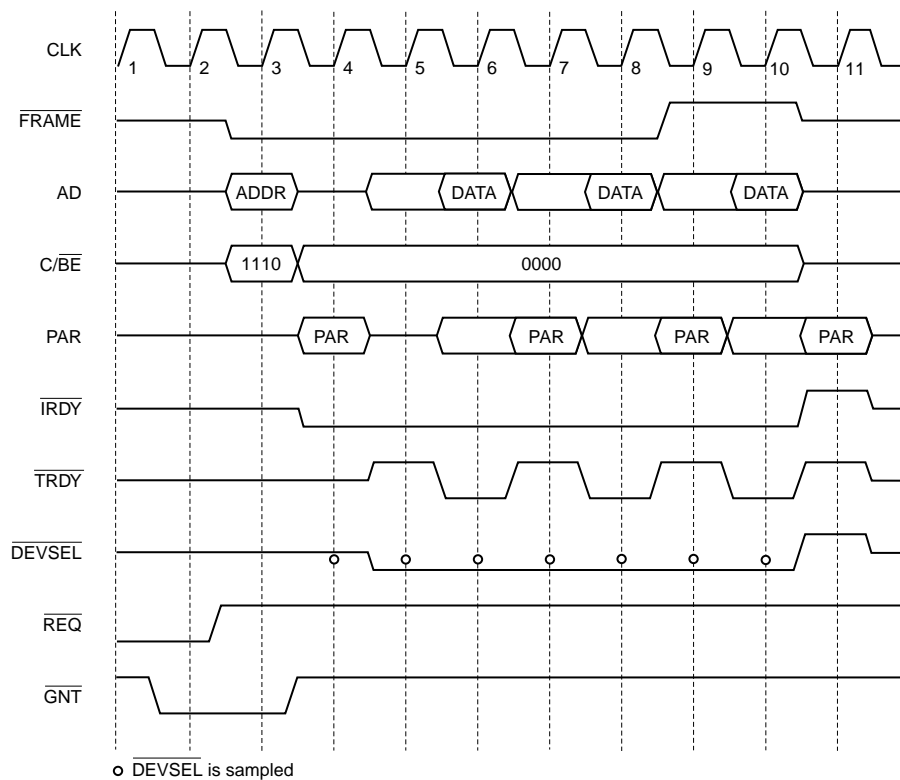 CLK
1 2 3 4 5 6 7 8 9 10 11
FRAME
AD ADDR DATA DATA DATA
C/BE 1110 0000
PAR PAR PAR PAR PAR
IRDY
TRDY
DEVSEL
REQ
GNT
DEVSEL is sampled